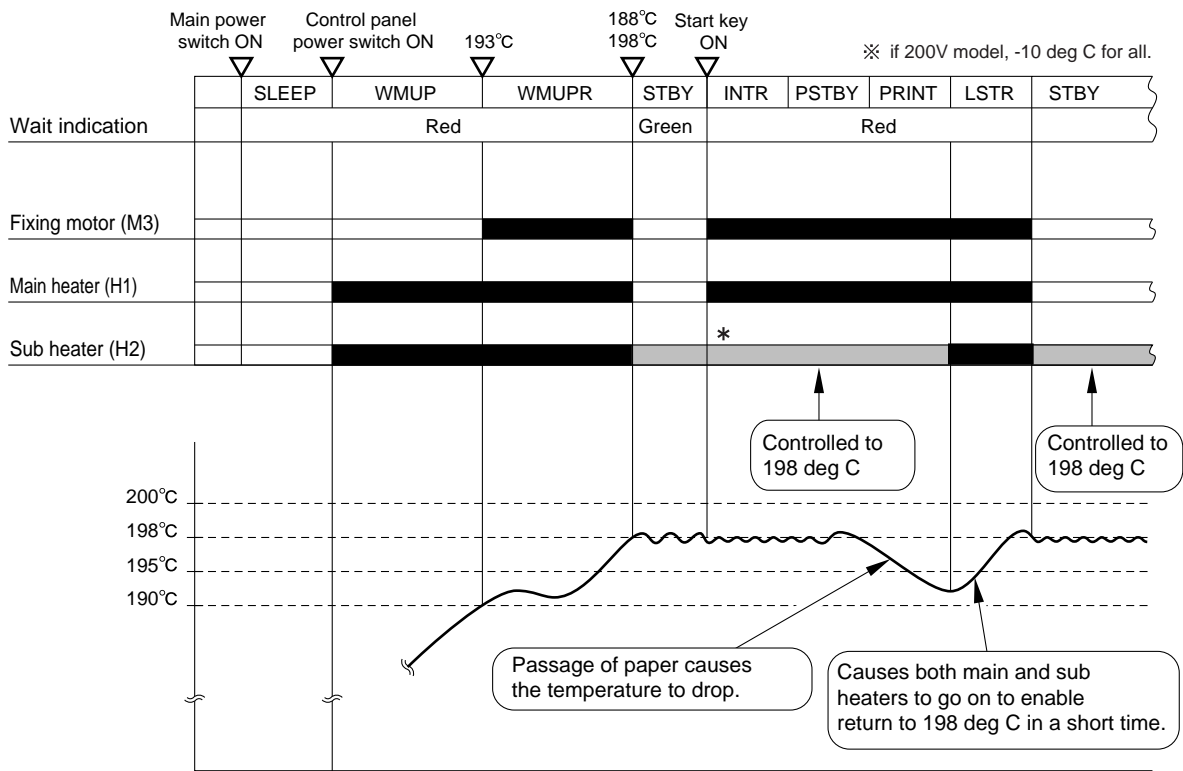 Main power
switch ON
Control panel
power switch ON
193°C
188°C
198°C
Start key
ON
※ if 200V model, -10 deg C for all.
SLEEP WMUP WMUPR STBY INTR PSTBY PRINT LSTR STBY
Wait indication Red Green Red
Fixing motor (M3)
Main heater (H1)
*
Sub heater (H2)
Controlled to
198 deg C
Controlled to
198 deg C
200°C
198°C
195°C
190°C
Passage of paper causes
the temperature to drop.
Causes both main and sub
heaters to go on to enable
return to 198 deg C in a short time.